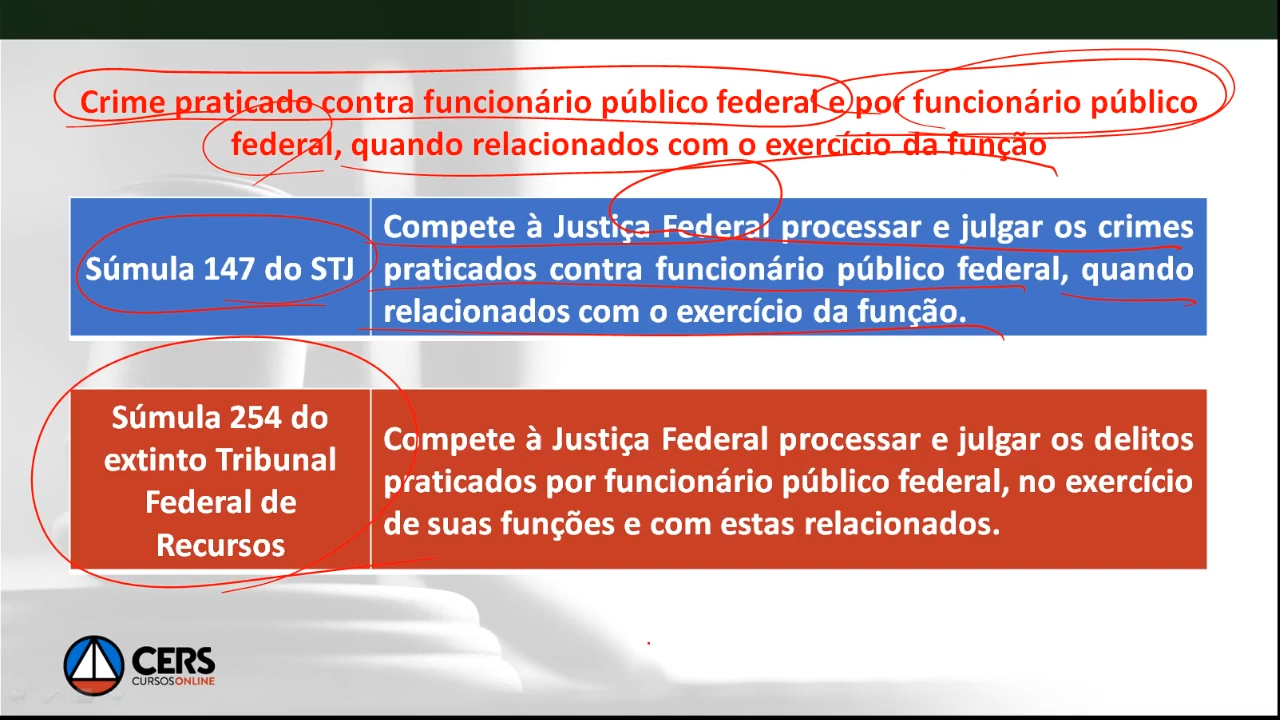 Crime praticado contra funcionário público federal e por funcionário público
federal, quando relacionados com o exercício da função
Súmula 147 do STJ
Compete à Justiça Federal processar e julgar os crimes
praticados contra funcionário público federal, quando
relacionados com o exercício da função.
Súmula 254 do
extinto Tribunal
Federal de
Recursos
Compete à Justiça Federal processar e julgar os delitos
praticados por funcionário público federal, no exercício
de suas funções e com estas relacionados.
CERS
CURSOSONLINE